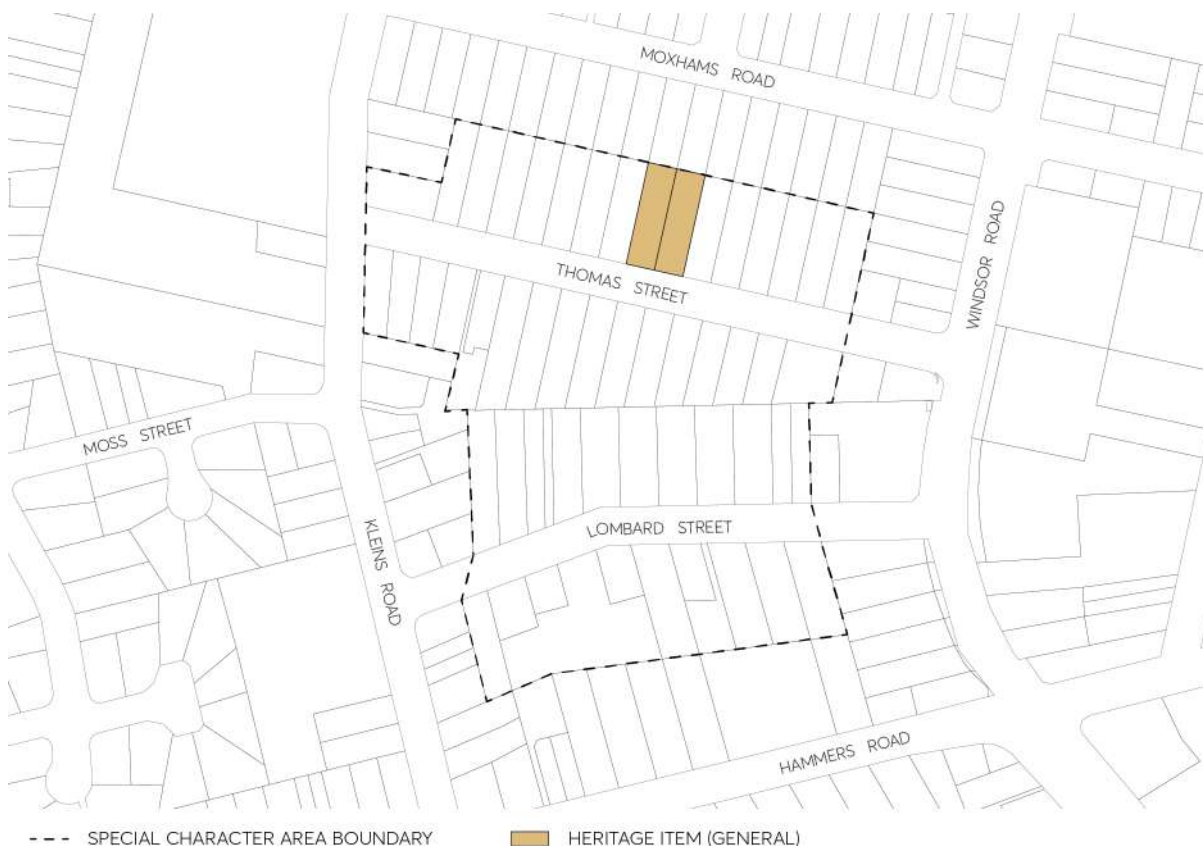 MOXHAMS ROAD
WINDSOR ROAD
THOMAS STREET
MOSS STREET
LOMBARD STREET
KLEINS ROAD
HAMMERS ROAD
SPECIAL CHARACTER AREA BOUNDARY
HERITAGE ITEM (GENERAL)